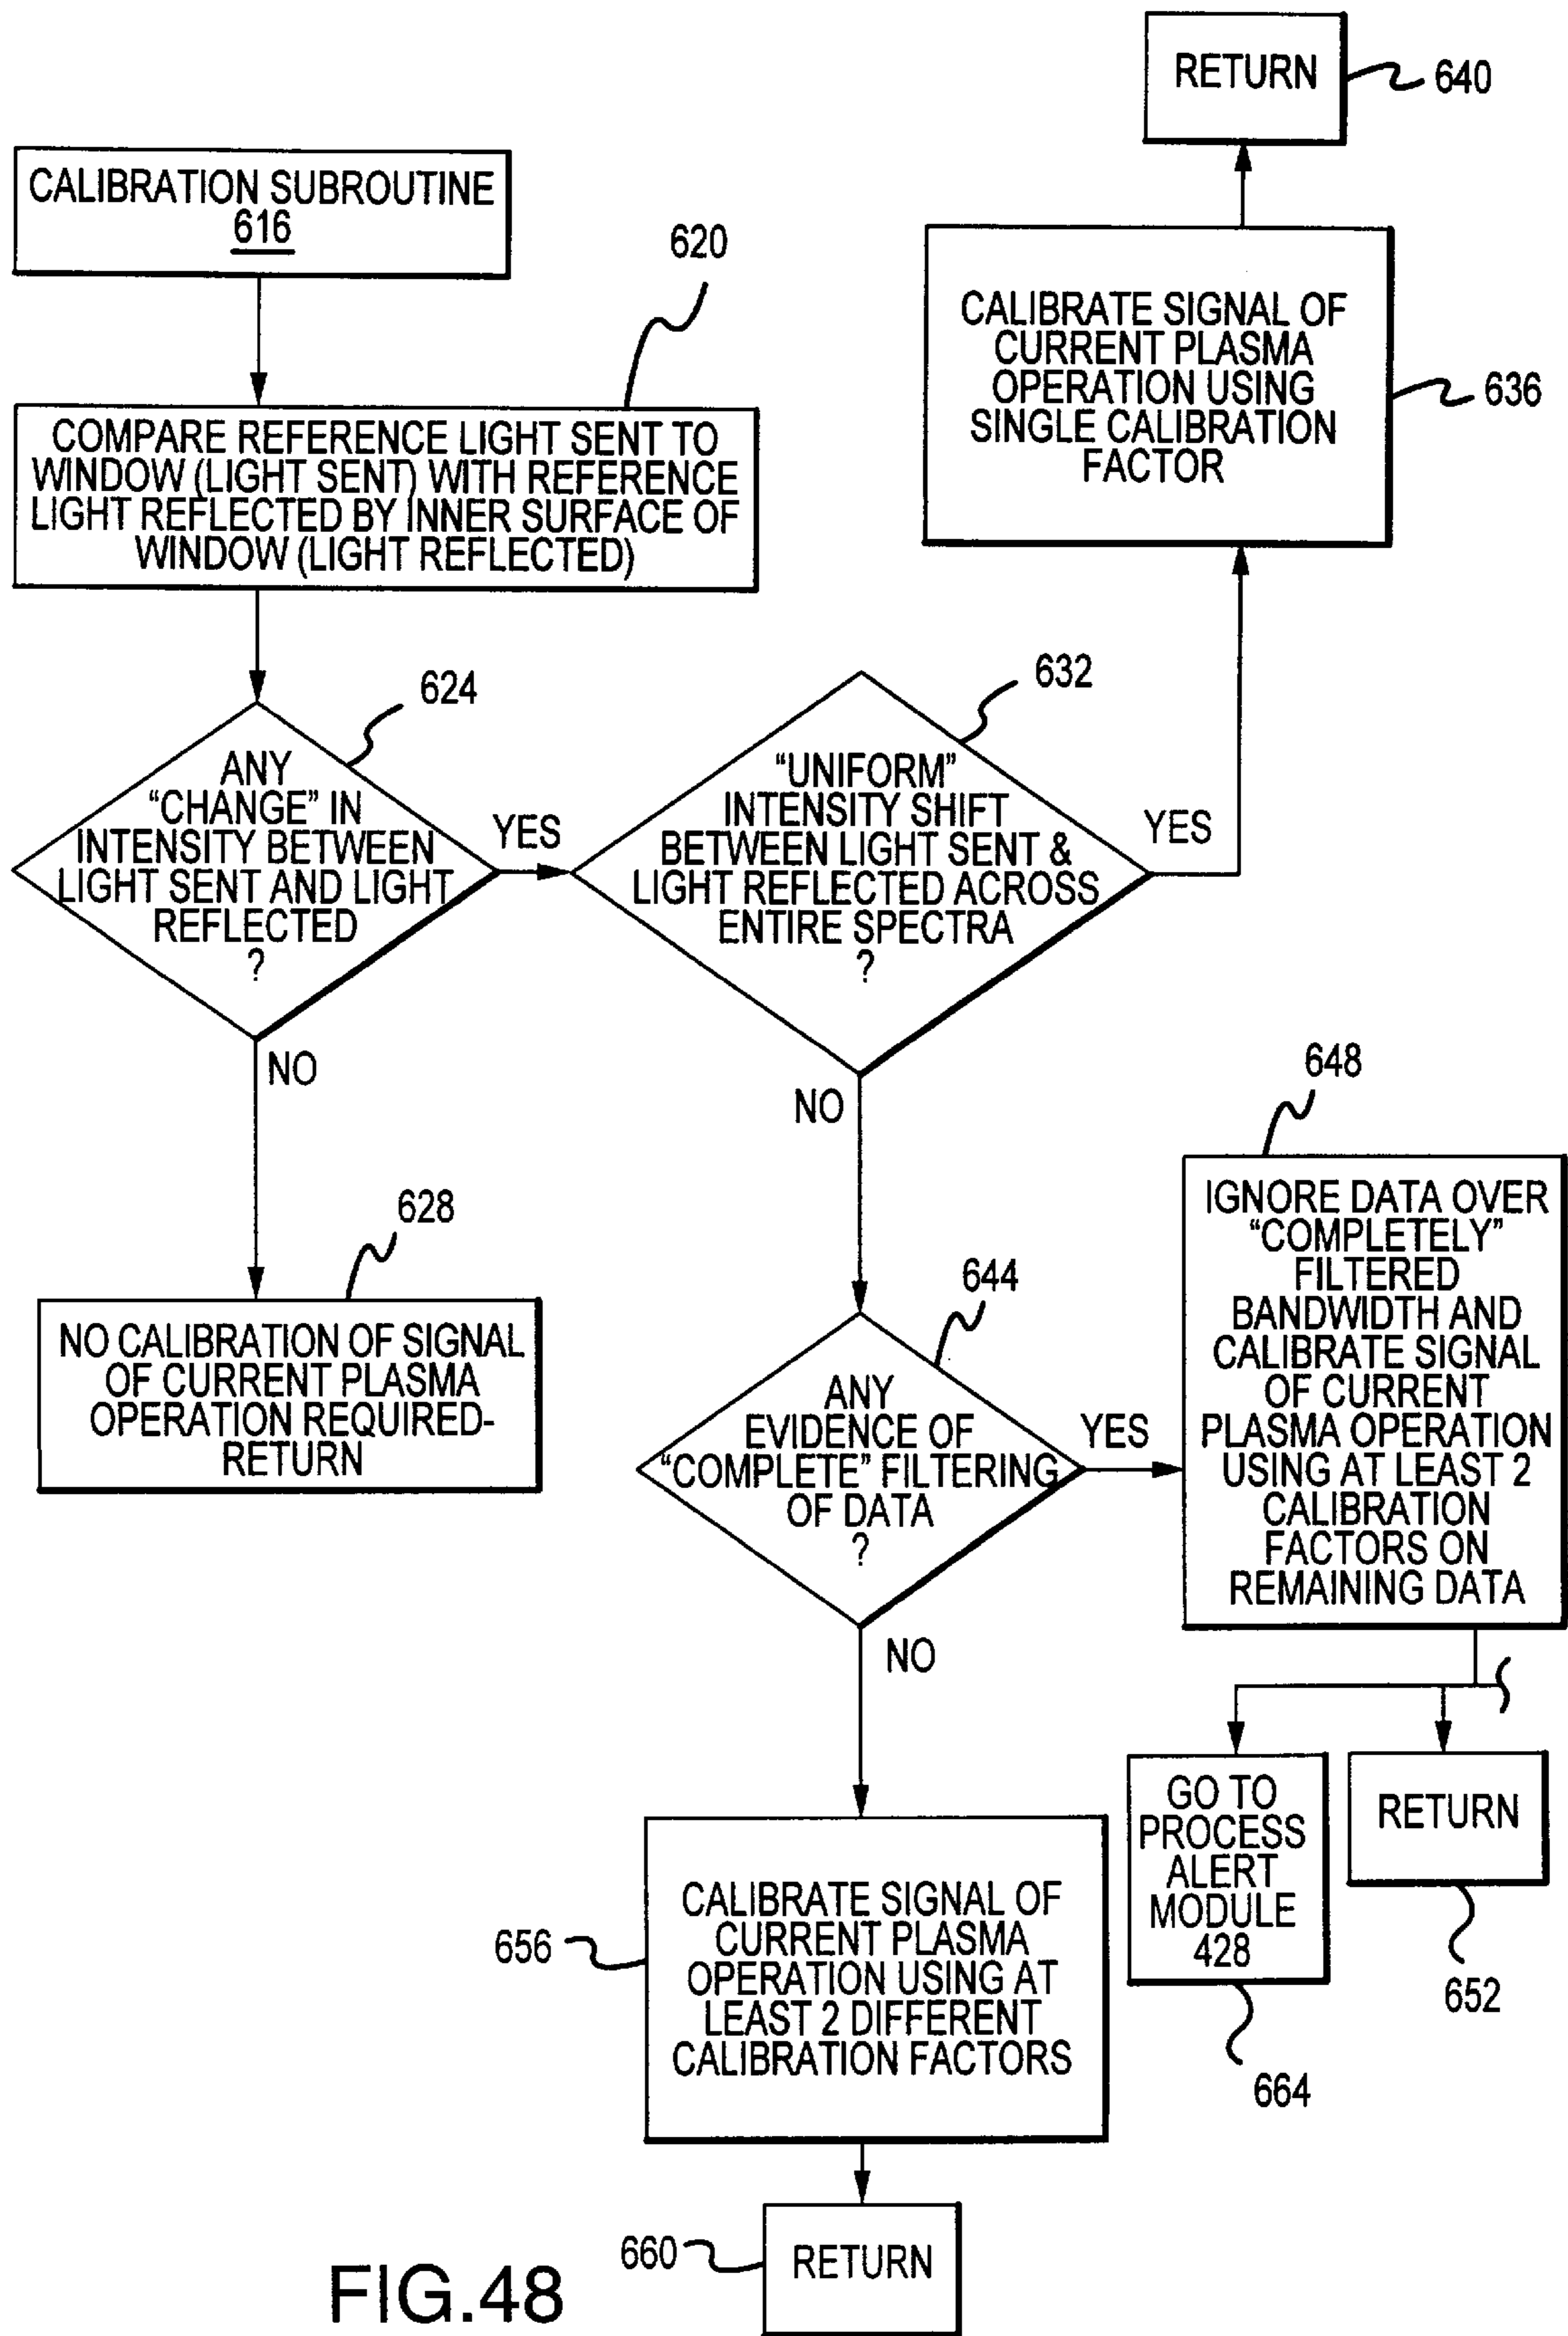 RETURN
640
CALIBRATION SUBROUTINE
616
620
CALIBRATE SIGNAL OF
CURRENT PLASMA
OPERATION USING
SINGLE CALIBRATION
FACTOR
636
COMPARE REFERENCE LIGHT SENT TO
WINDOW (LIGHT SENT) WITH REFERENCE
LIGHT REFLECTED BY INNER SURFACE OF
WINDOW (LIGHT REFLECTED)
624
ANY
“CHANGE” IN
INTENSITY BETWEEN
LIGHT SENT AND LIGHT
REFLECTED
?
YES
NO
632
“UNIFORM”
INTENSITY SHIFT
BETWEEN LIGHT SENT &
LIGHT REFLECTED ACROSS
ENTIRE SPECTRA
?
YES
NO
628
NO CALIBRATION OF SIGNAL
OF CURRENT PLASMA
OPERATION REQUIRED-
RETURN
644
ANY
EVIDENCE OF
“COMPLETE” FILTERING
OF DATA
?
YES
NO
648
IGNORE DATA OVER
“COMPLETELY”
FILTERED
BANDWIDTH AND
CALIBRATE SIGNAL
OF CURRENT
PLASMA OPERATION
USING AT LEAST 2
CALIBRATION
FACTORS ON
REMAINING DATA
GO TO
PROCESS
ALERT
MODULE
428
664
RETURN
652
656
CALIBRATE SIGNAL OF
CURRENT PLASMA
OPERATION USING AT
LEAST 2 DIFFERENT
CALIBRATION FACTORS
660
RETURN
FIG.48